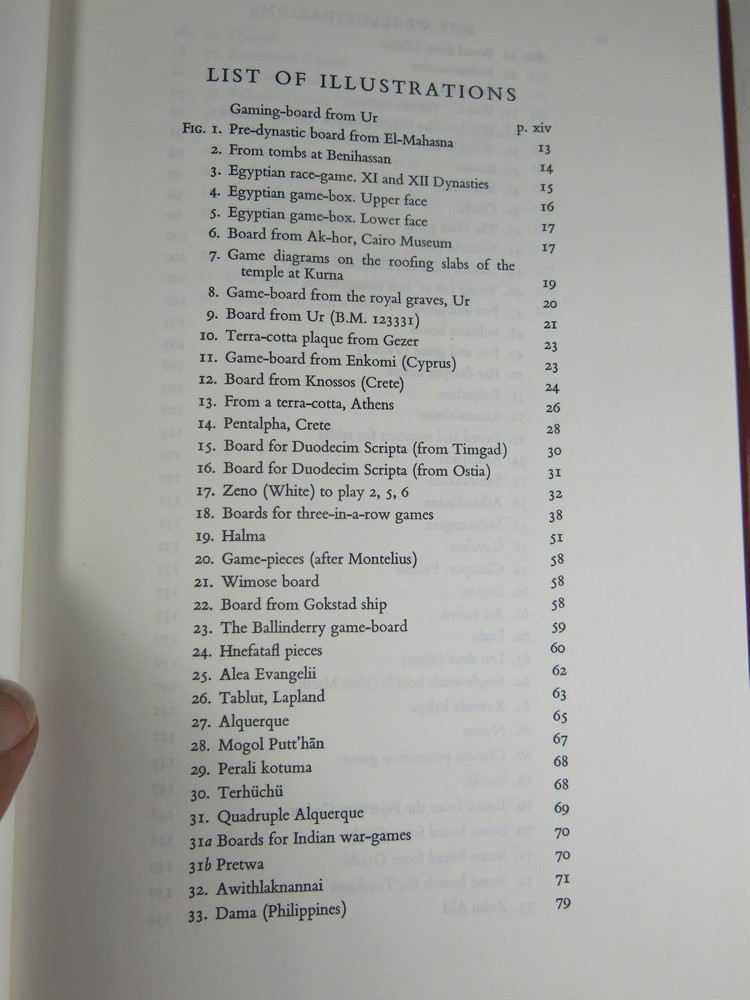 LIST OF ILLUSTRATIONS
Gaming-board from Ur p. xiv
FIG. 1. Pre-dynastic board from El-Mahasna 13
2. From tombs at Benihassan 14
3. Egyptian race-game. XI and XII Dynasties 15
4. Egyptian game-box. Upper face 16
5. Egyptian game-box. Lower face 17
6. Board from Ak-hor, Cairo Museum 17
7. Game diagrams on the roofing slabs of the
temple at Kurna 19
8. Game-board from the royal graves, Ur 20
9. Board from Ur (B.M. 123331) 21
10. Terra-cotta plaque from Gezer 23
11. Game-board from Enkomi (Cyprus) 23
12. Board from Knossos (Crete) 24
13. From a terra-cotta, Athens 26
14. Pentalpha, Crete 28
15. Board for Duodecim Scripta (from Timgad) 30
16. Board for Duodecim Scripta (from Ostia) 31
17. Zeno (White) to play 2, 5, 6 32
18. Boards for three-in-a-row games 38
19. Halma 51
20. Game-pieces (after Montelius) 58
21. Wimose board 58
22. Board from Gokstad ship 58
23. The Ballinderry game-board 59
24. Hnefatafl pieces 60
25. Alea Evangelii 62
26. Tablut, Lapland 63
27. Alquerque 65
28. Mogol Putt'hān 67
29. Perali kotuma 68
30. Terhüchü 68
31. Quadruple Alquerque 69
31a Boards for Indian war-games 70
31b Pretwa 70
32. Awithlaknannai 71
33. Dama (Philippines) 79